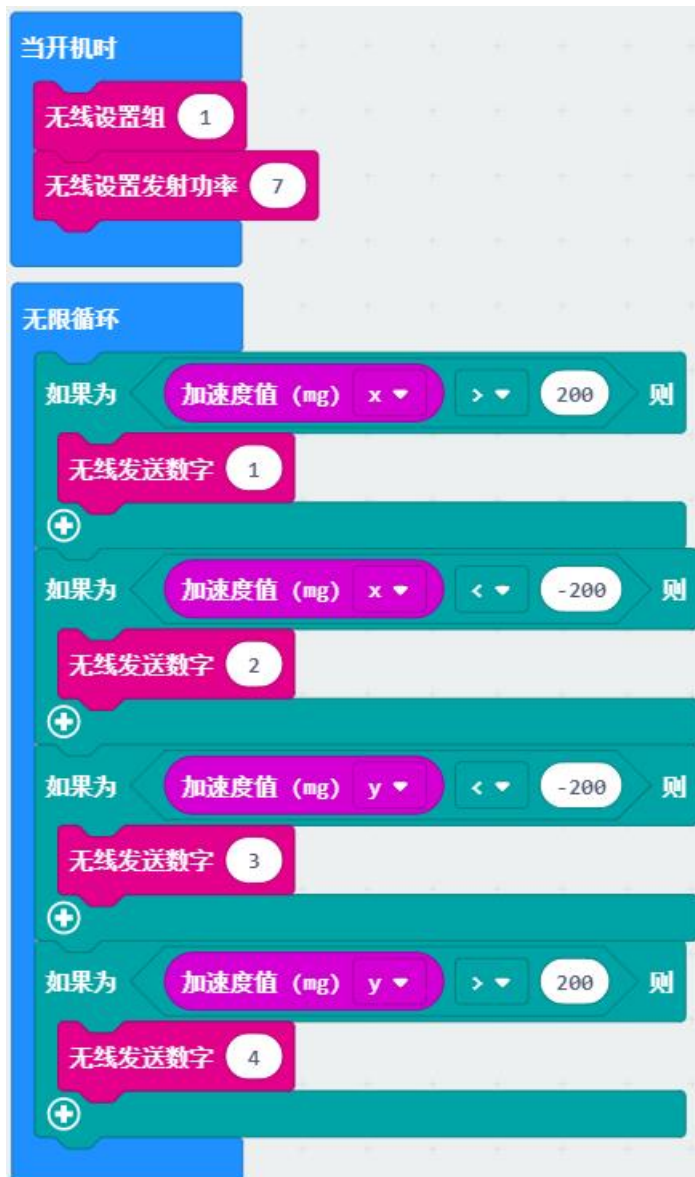 当开机时
无线设置组 1
无线设置发射功率 7
无限循环
如果为 加速度值 (mg) x > 200 则
无线发送数字 1
如果为 加速度值 (mg) x < -200 则
无线发送数字 2
如果为 加速度值 (mg) y < -200 则
无线发送数字 3
如果为 加速度值 (mg) y > 200 则
无线发送数字 4